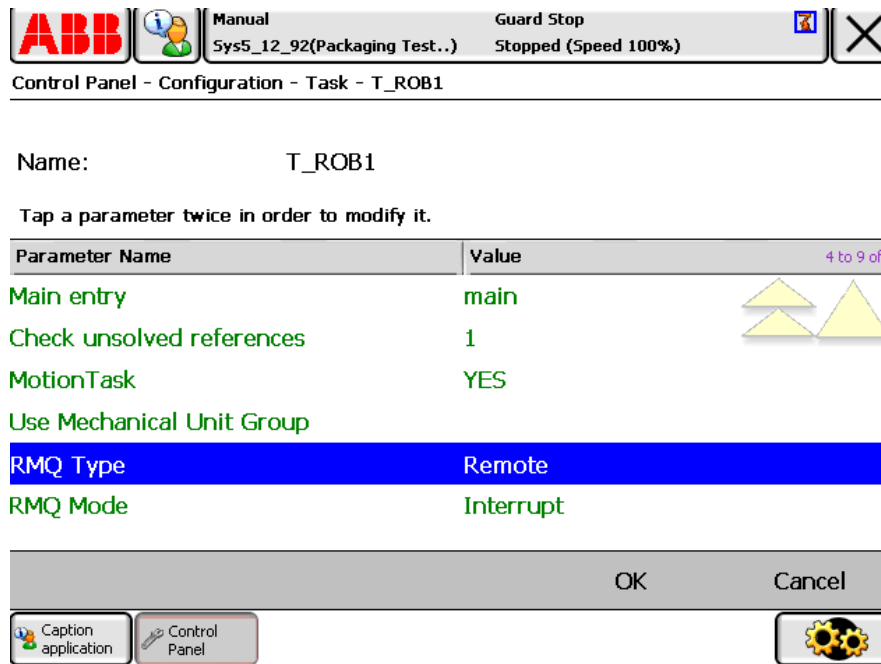 ABB
Manual Guard Stop
Sys5_12_92(Packaging Test..) Stopped (Speed 100%)
Control Panel - Configuration - Task - T_ROB1
Name: T_ROB1
Tap a parameter twice in order to modify it.
Parameter Name Value 4 to 9 of
Main entry main
Check unsolved references 1
MotionTask YES
Use Mechanical Unit Group
RMQ Type Remote
RMQ Mode Interrupt
OK Cancel
Caption application Control Panel